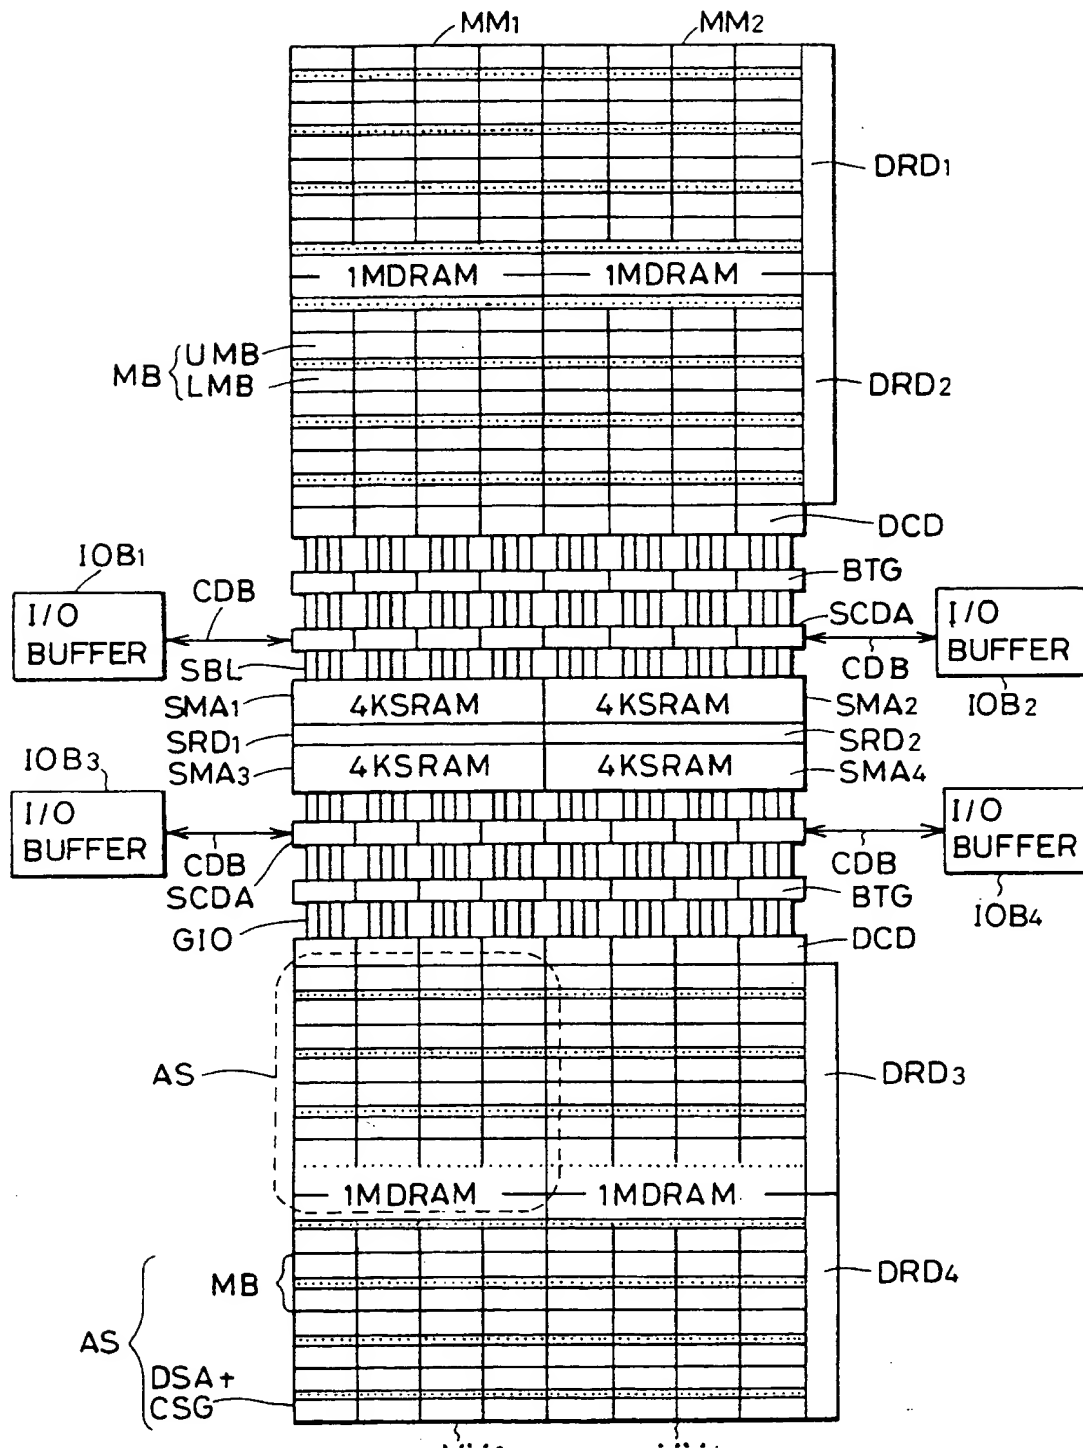 MM1 MM2
DRD1
1MDRAM 1MDRAM
MB { UMB
LMB
DRD2
DCD
IOB1
CDB
BTG
I/O
BUFFER
SCDA
I/O
BUFFER
SBL
CDB
SMA1 4KSRAM 4KSRAM SMA2
IOB2
SRD1 SRD2
IOB3
SMA3 4KSRAM 4KSRAM SMA4
I/O
BUFFER
I/O
BUFFER
CDB CDB
SCDA BTG
IOB4
GIO DCD
AS DRD3
1MDRAM 1MDRAM
MB DRD4
AS
DSA+
CSG